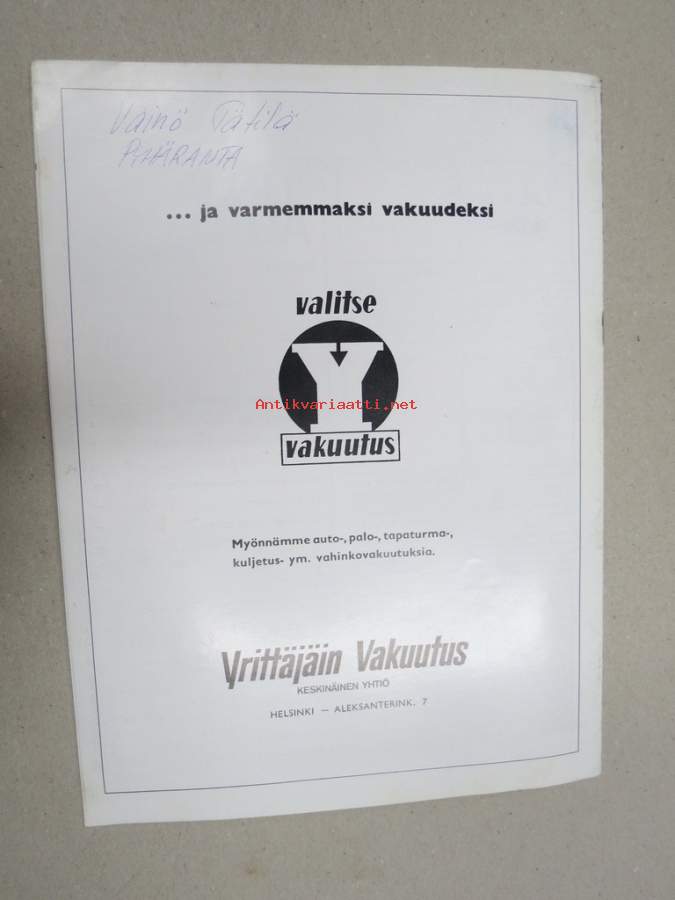 Väinö Tätilä
PYHÄRANTA
... ja varmemmaksi vakuudeksi
valitse
Y
Antikvariaatti.net
vakuutus
Myönnämme auto-, palo-, tapaturma-,
kuljetus- ym. vahinkovakuutuksia.
Yrittäjäin Vakuutus
KESKINÄINEN YHTIÖ
HELSINKI — ALEKSANTERINK. 7